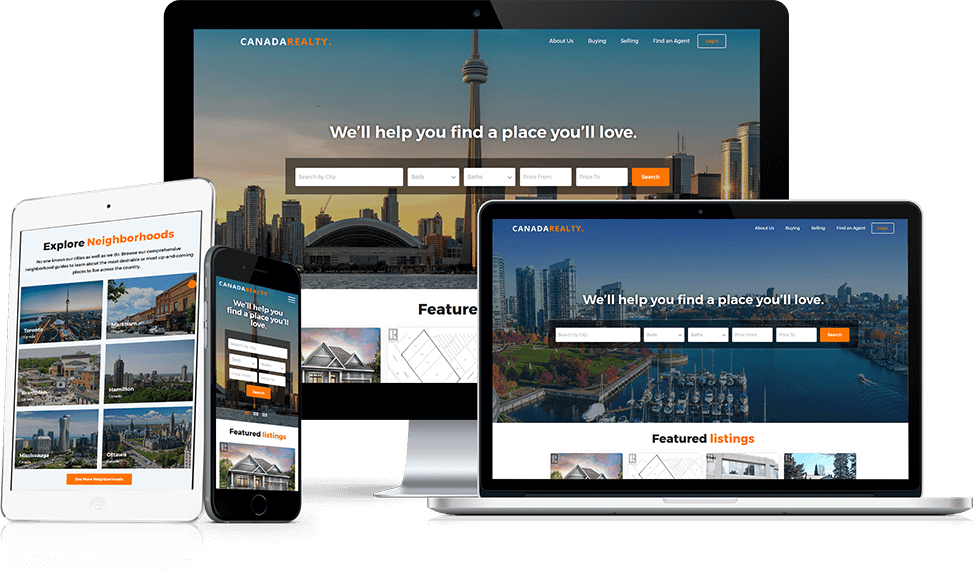 CANADAREALTY.
About Us
Buying
Selling
Find an Agent
Login
We'll help you find a place you'll love.
Search by City
Beds
Baths
Price From
Price To
Search
Feature
Explore Neighborhoods
No one knows our cities as well as we do. Browse our comprehensive
neighborhood guides to learn about the most desirable or most up-and-coming
places to live across the country.
Toronto
Canada
Markham
Brampton
Canada
Hamilton
Canada
Mississauga
Canada
Ottawa
Canada
See More Neighborhoods
CANADAREALTY.
We'll help you
find a place you'll
love.
Search by City
Beds
Baths
Price From
Price To
Search
01
02
03
Featured listings
CANADAREALTY.
About Us
Buying
Selling
Find an Agent
Login
We'll help you find a place you'll love.
Search by City
Beds
Baths
Price From
Price To
Search
Featured listings